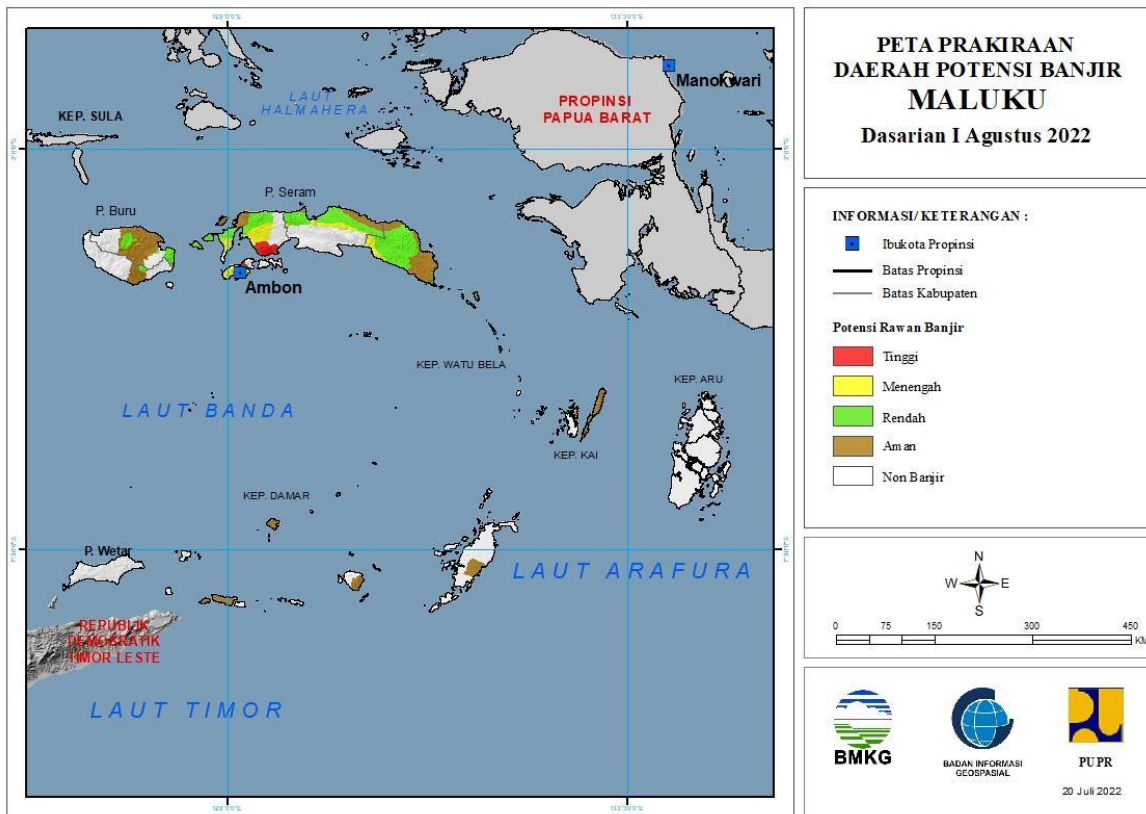 PETA PRAKIRAAN
DAERAH POTENSI BANJIR
MALUKU
Dasarian I Agustus 2022
Manokwari
LAUT
HALMAHERA
PROPINSI
PAPUA BARAT
KEP. SULA
P. Seram
P. Buru
Ambon
KEP. WATU BELA
KEP. ARU
LAUT BANDA
KEP. KAI
KEP. DAMAR
P. Wetar
LAUT ARAFURA
REPUBLIK
DEMOKRATIK
TIMOR LESTE
LAUT TIMOR
INFORMASI/ KETERANGAN :
Ibukota Propinsi
Batas Propinsi
Batas Kabupaten
Potensi Rawan Banjir
Tinggi
Menengah
Rendah
Aman
Non Banjir
N
W E
S
0 75 150 300 450
KM
BMKG
BADAN INFORMASI
GEOSPASIAL
PUPR
20 Juli 2022